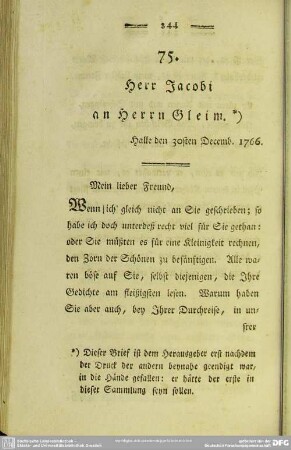 244
75.
Herr Jacobi
an Herrn Gleim. *)
Halle den 30sten Decemb. 1766.
Mein lieber Freund,
Wenn ich gleich nicht an Sie geschrieben; so
habe ich doch unterdeß recht viel für Sie gethan:
oder Sie müßten es für eine Kleinigkeit rechnen,
den Zorn der Schönen zu besänftigen. Alle wa-
ren böse auf Sie, selbst diejenigen, die Ihre
Gedichte am fleißigsten lesen. Warum haben
Sie aber auch, bey Ihrer Durchreise, in un-
srer
*) Dieser Brief ist dem Herausgeber erst nachdem
der Druck der andern beynahe geendigt war,
in die Hände gefallen: er hätte der erste in
dieser Sammlung seyn sollen.
DFG